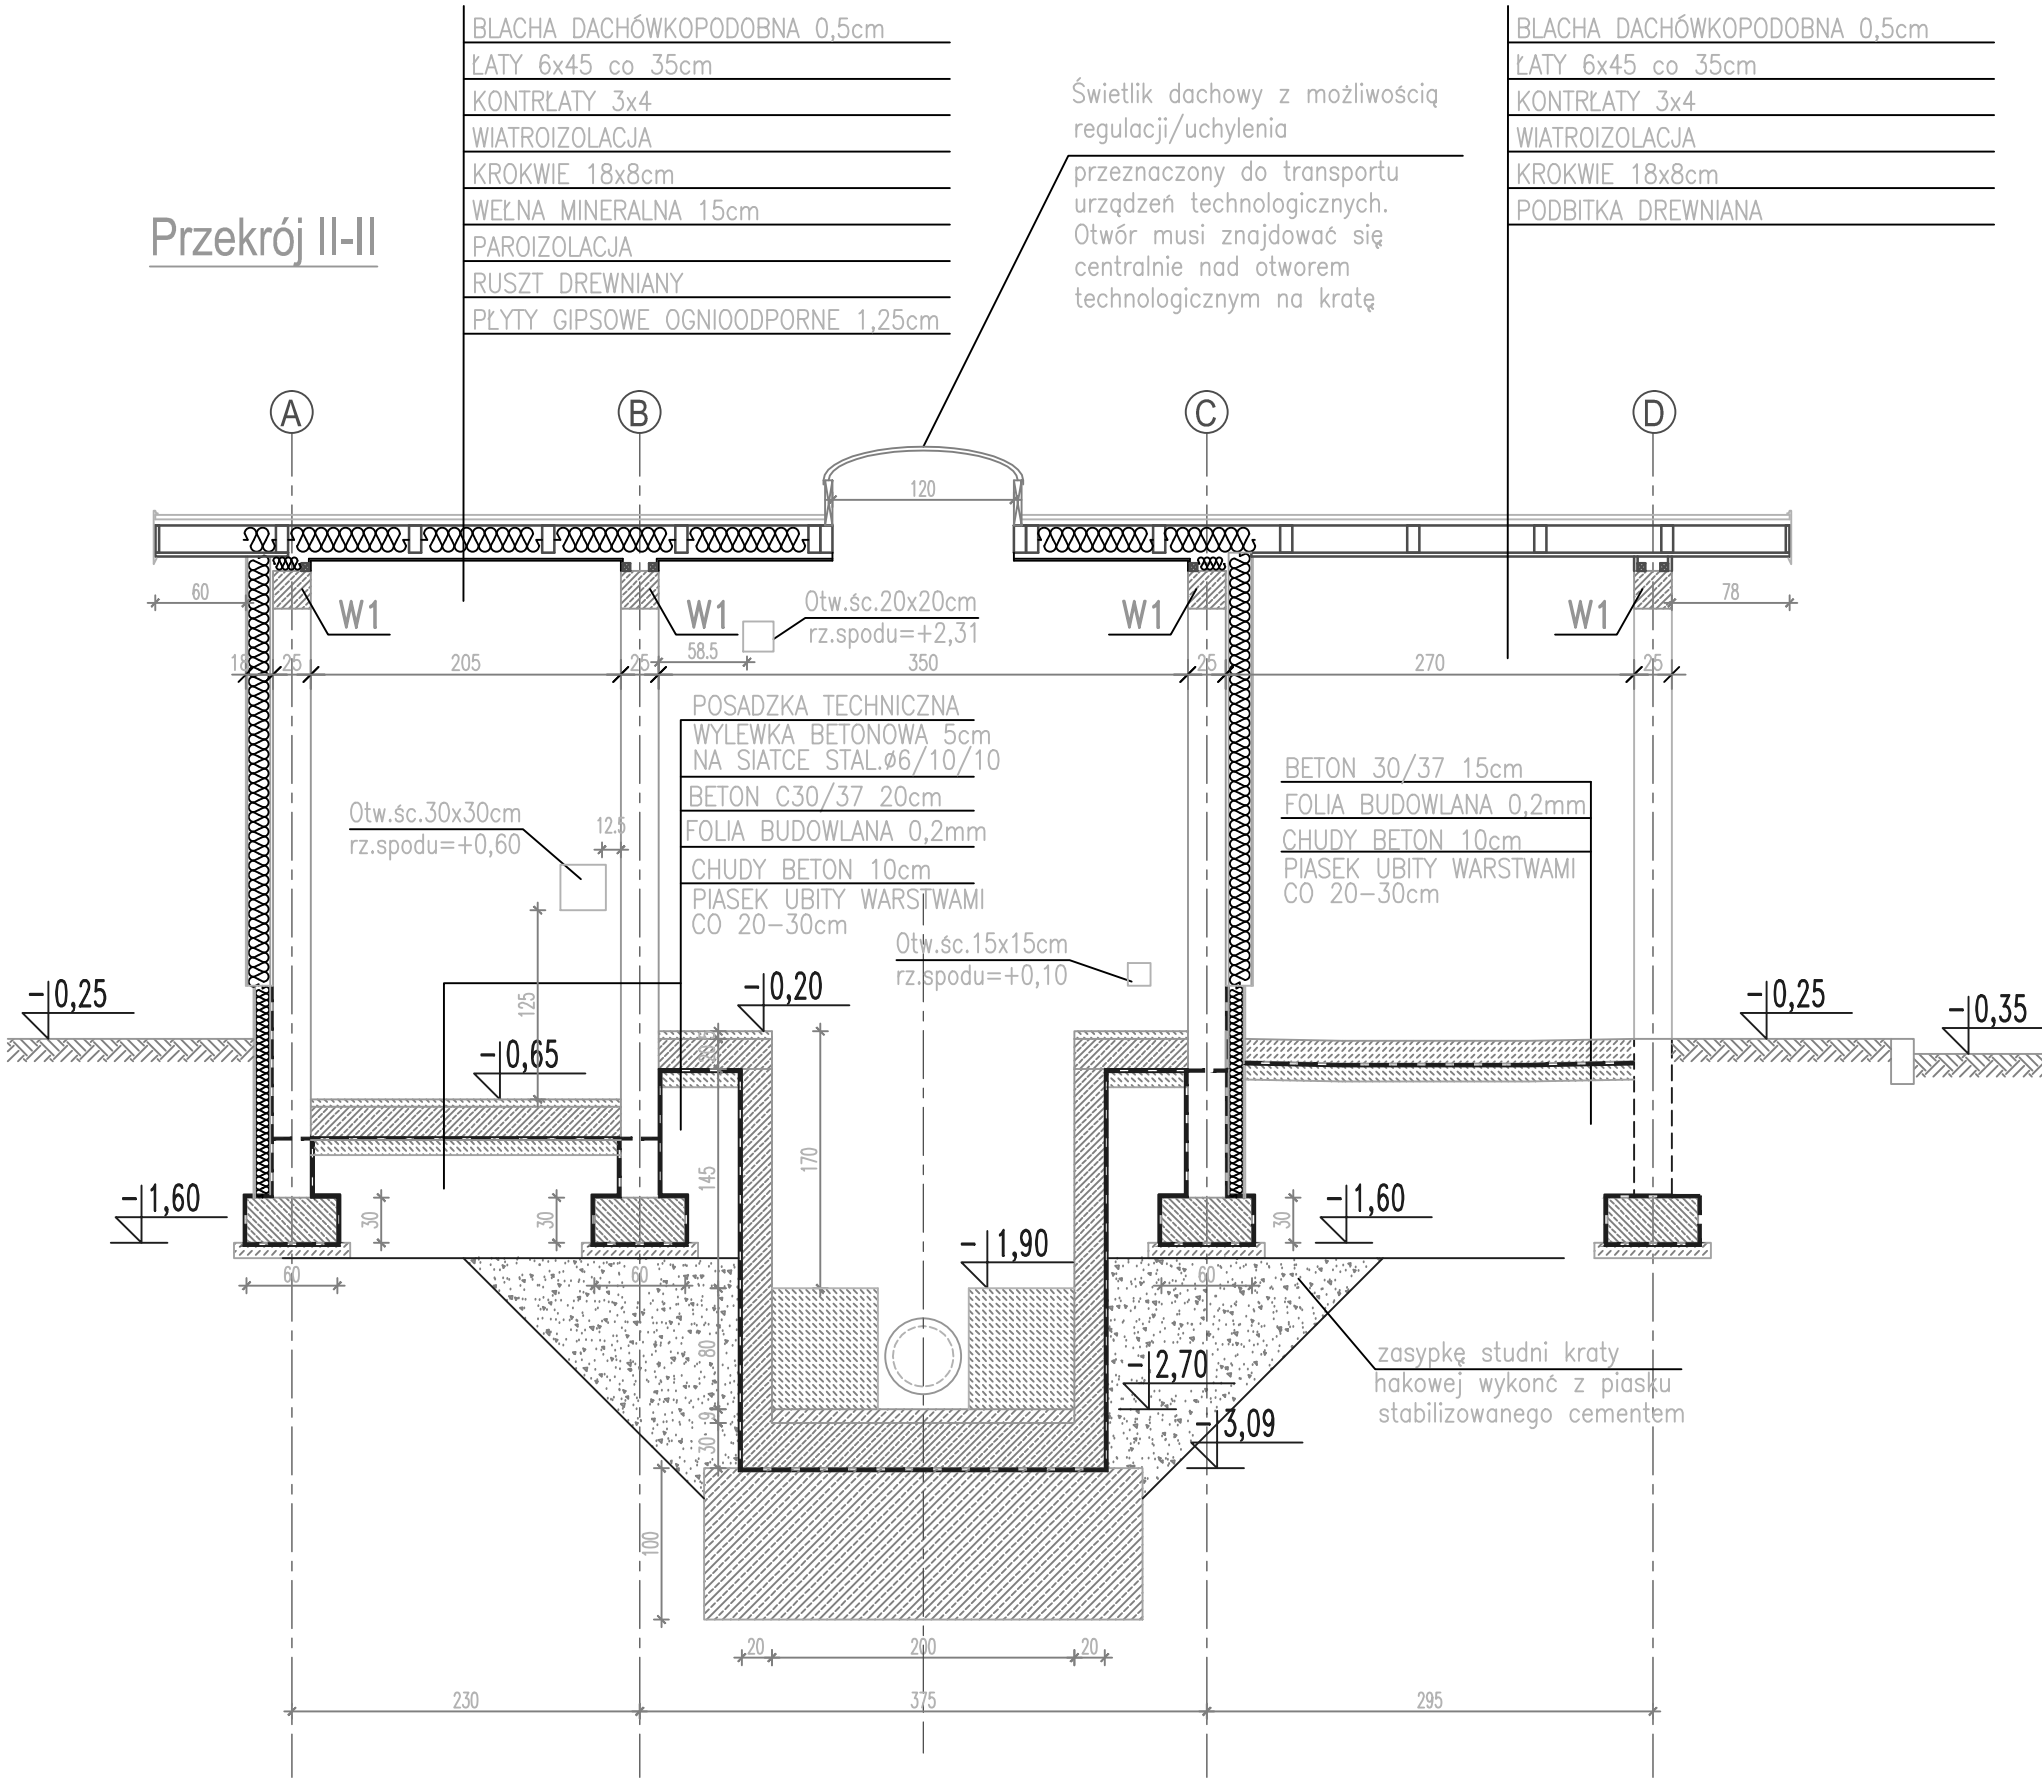 BLACHA DACHÓWKOPODOBNA 0,5cm
ŁATY 6x45 co 35cm
KONTRŁATY 3x4
WIATROIZOLACJA
KROKWIE 18x8cm
WEŁNA MINERALNA 15cm
PAROIZOLACJA
RUSZT DREWNIANY
PŁYTY GIPSOWE OGNIOODPORNE 1,25cm
Świetlik dachowy z możliwością
regulacji/uchylenia
przeznaczony do transportu
urządzeń technologicznych.
Otwór musi znajdować się
centralnie nad otworem
technologicznym na kratę
BLACHA DACHÓWKOPODOBNA 0,5cm
ŁATY 6x45 co 35cm
KONTRŁATY 3x4
WIATROIZOLACJA
KROKWIE 18x8cm
PODBITKA DREWNIANA
Przekrój II-II
A
B
C
D
120
60
W1
W1
Otw.śc.20x20cm
rz.spodu=+2,31
W1
W1
78
58.5
18
25
205
25
350
25
270
25
POSADZKA TECHNICZNA
WYLEWKA BETONOWA 5cm
NA SIATCE STAL.ø6/10/10
BETON C30/37 20cm
FOLIA BUDOWLANA 0,2mm
CHUDY BETON 10cm
PIASEK UBITY WARSTWAMI
CO 20-30cm
BETON 30/37 15cm
FOLIA BUDOWLANA 0,2mm
CHUDY BETON 10cm
PIASEK UBITY WARSTWAMI
CO 20-30cm
Otw.śc.30x30cm
rz.spodu=+0,60
12.5
Otw.śc.15x15cm
rz.spodu=+0,10
125
-0,25
-0,20
-0,25
-0,35
-0,65
170
145
-1,60
30
30
30
-1,60
-1,90
60
60
60
80
-2,70
zasypkę studni kraty
hakowej wykonć z piasku
stabilizowanego cementem
9
30
-3,09
100
20
200
20
230
375
295